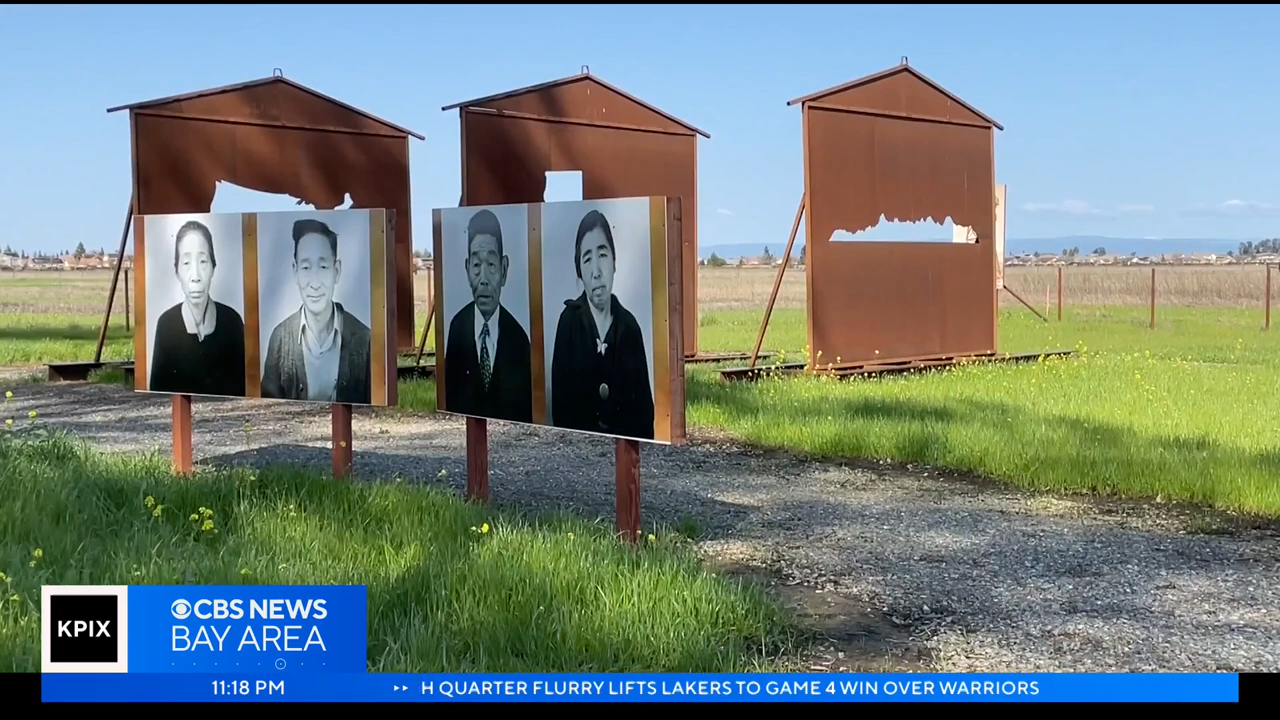 KPIX
CBS NEWS
BAY AREA
11:18 PM
H QUARTER FLURRY LIFTS LAKERS TO GAME 4 WIN OVER WARRIORS